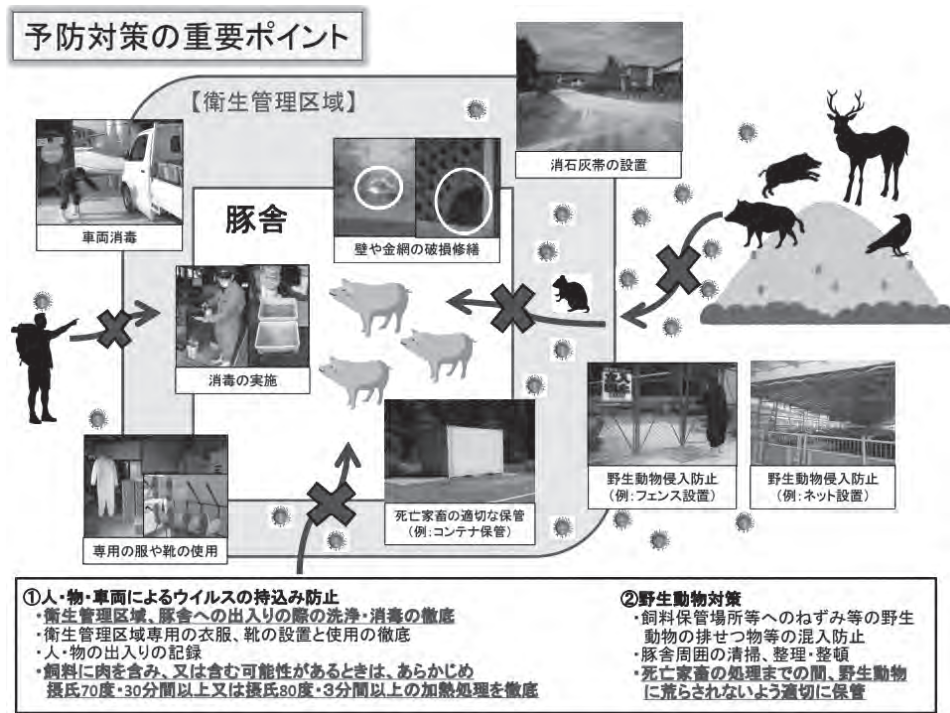 予防対策の重要ポイント
【衛生管理区域】
消石灰帯の設置
車両消毒
豚舎
壁や金網の破損修繕
消毒の実施
野生動物侵入防止
(例：フェンス設置)
野生動物侵入防止
(例：ネット設置)
死亡家畜の適切な保管
(例：コンテナ保管)
専用の服や靴の使用
①人・物・車両によるウイルスの持込み防止
・衛生管理区域、豚舎への出入りの際の洗浄・消毒の徹底
・衛生管理区域専用の衣服、靴の設置と使用の徹底
・人・物の出入りの記録
・飼料に肉を含み、又は含む可能性があるときは、あらかじめ
摂氏70度・30分間以上又は摂氏80度・3分間以上の加熱処理を徹底
②野生動物対策
・飼料保管場所等へのねずみ等の野生
動物の排せつ物等の混入防止
・豚舎周囲の清掃、整理・整頓
・死亡家畜の処理までの間、野生動物
に荒らされないよう適切に保管